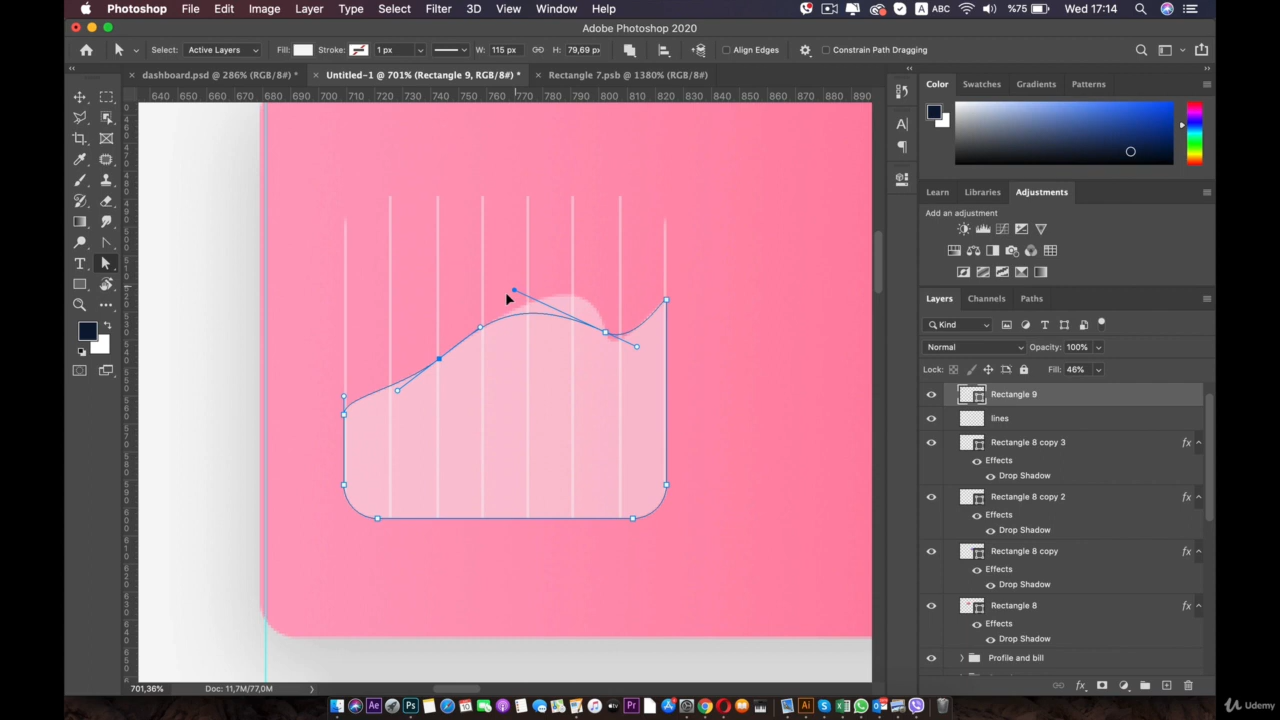 Photoshop File Edit Image Layer Type Select Filter 3D View Window Help ABC %75 Wed 17:14
Adobe Photoshop 2020
Select: Active Layers Fill: Stroke: 1 px W: 115 px H: 79,69 px Align Edges Constrain Path Dragging
dashboard.psd @ 286% (RGB/8#) * Untitled-1 @ 701% (Rectangle 9, RGB/8#) * Rectangle 7.psb @ 1380% (RGB/8#)
640 660 680 700 710 720 730 740 750 760 770 780 790 800 810 820 830 840 850 860 870 880 890
Color Swatches Gradients Patterns
Learn Libraries Adjustments
Add an adjustment
Layers Channels Paths
Kind
Normal Opacity: 100%
Lock: Fill: 46%
Rectangle 9
lines
Rectangle 8 copy 3 fx
Effects
Drop Shadow
Rectangle 8 copy 2 fx
Effects
Drop Shadow
Rectangle 8 copy fx
Effects
Drop Shadow
Rectangle 8 fx
Effects
Drop Shadow
Profile and bill
701,36% Doc: 11,7M/77,0M
Udemy